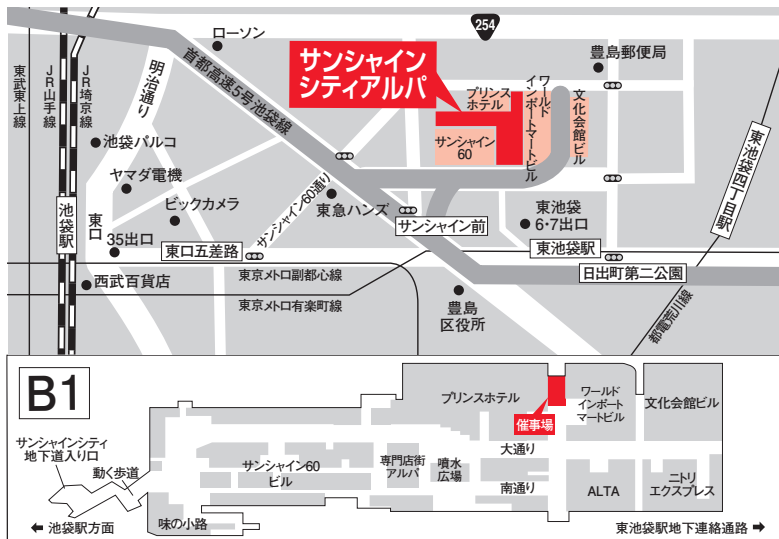 254
ローソン
豊島郵便局
サンシャイン
シティアルパ
東武東上線
JR山手線
JR埼京線
明治通り
首都高速5号池袋線
プリンス
ホテル
ワールド
インポートマートビル
文化会館ビル
サンシャイン
60
池袋パルコ
ヤマダ電機
ビックカメラ
サンシャイン60通り
東急ハンズ
サンシャイン前
東池袋
6・7出口
東池袋四丁目駅
池袋駅
東口
35出口
東口五差路
東池袋駅
西武百貨店
東京メトロ副都心線
日出町第二公園
東京メトロ有楽町線
豊島
区役所
都電荒川線
B1
プリンスホテル
ワールド
インポート
マートビル
文化会館ビル
催事場
サンシャインシティ
地下道入り口
動く歩道
サンシャイン60
ビル
専門店街
アルパ
噴水
広場
大通り
南通り
ALTA
ニトリ
エクスプレス
味の小路
← 池袋駅方面
東池袋駅地下連絡通路 →